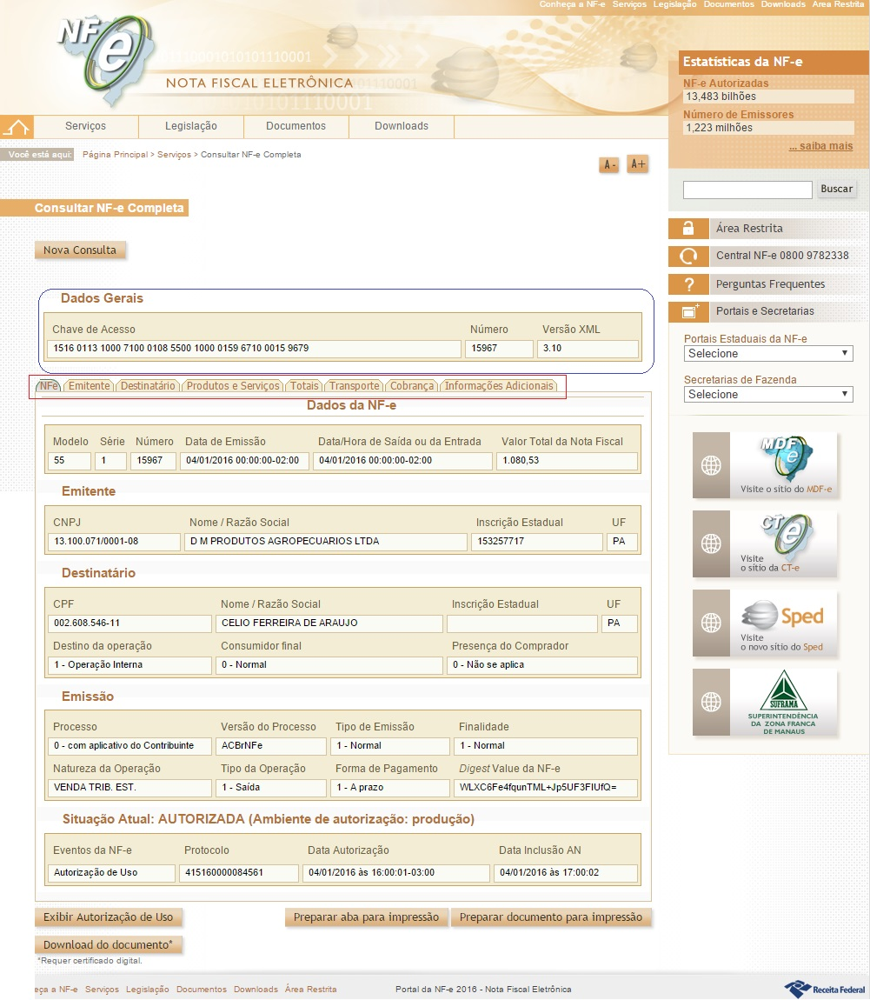 Conheça a NF-e Serviços Legislação Documentos Downloads Área Restrita
NFe
1110001010101110001
NOTA FISCAL ELETRÔNICA
Estatísticas da NF-e
NF-e Autorizadas
13,483 bilhões
Número de Emissores
1,223 milhões
... saiba mais
Serviços Legislação Documentos Downloads
Você está aqui: Página Principal > Serviços > Consultar NF-e Completa
A - A+
Buscar
Consultar NF-e Completa
Área Restrita
Nova Consulta
Central NF-e 0800 9782338
? Perguntas Frequentes
Portais e Secretarias
Dados Gerais
Chave de Acesso Número Versão XML
1516 0113 1000 7100 0108 5500 1000 0159 6710 0015 9679 15967 3.10
Portais Estaduais da NF-e
Selecione
Secretarias de Fazenda
Selecione
NFe Emitente Destinatário Produtos e Serviços Totais Transporte Cobrança Informações Adicionais
Dados da NF-e
Modelo Série Número Data de Emissão Data/Hora de Saída ou da Entrada Valor Total da Nota Fiscal
55 1 15967 04/01/2016 00:00:00-02:00 04/01/2016 00:00:00-02:00 1.080,53
Emitente
CNPJ Nome / Razão Social Inscrição Estadual UF
13.100.071/0001-08 D M PRODUTOS AGROPECUARIOS LTDA 153257717 PA
Destinatário
CPF Nome / Razão Social Inscrição Estadual UF
002.608.546-11 CELIO FERREIRA DE ARAUJO PA
Destino da operação Consumidor final Presença do Comprador
1 - Operação Interna 0 - Normal 0 - Não se aplica
Emissão
Processo Versão do Processo Tipo de Emissão Finalidade
0 - com aplicativo do Contribuinte ACBrNFe 1 - Normal 1 - Normal
Natureza da Operação Tipo da Operação Forma de Pagamento Digest Value da NF-e
VENDA TRIB. EST. 1 - Saída 1 - A prazo WLXC6Fe4fqunTML+Jp5UF3FIUfQ=
Situação Atual: AUTORIZADA (Ambiente de autorização: produção)
Eventos da NF-e Protocolo Data Autorização Data Inclusão AN
Autorização de Uso 415160000084561 04/01/2016 às 16:00:01-03:00 04/01/2016 às 17:00:02
MDFe
Visite o sítio do MDF-e
CTe
Visite
o sítio da CT-e
Sped
Visite
o novo sítio do Sped
SUFRAMA
SUPERINTENDÊNCIA
DA ZONA FRANCA
DE MANAUS
Exibir Autorização de Uso Preparar aba para impressão Preparar documento para impressão
Download do documento*
*Requer certificado digital.
eça a NF-e Serviços Legislação Documentos Downloads Área Restrita Portal da NF-e 2016 - Nota Fiscal Eletrônica Receita Federal